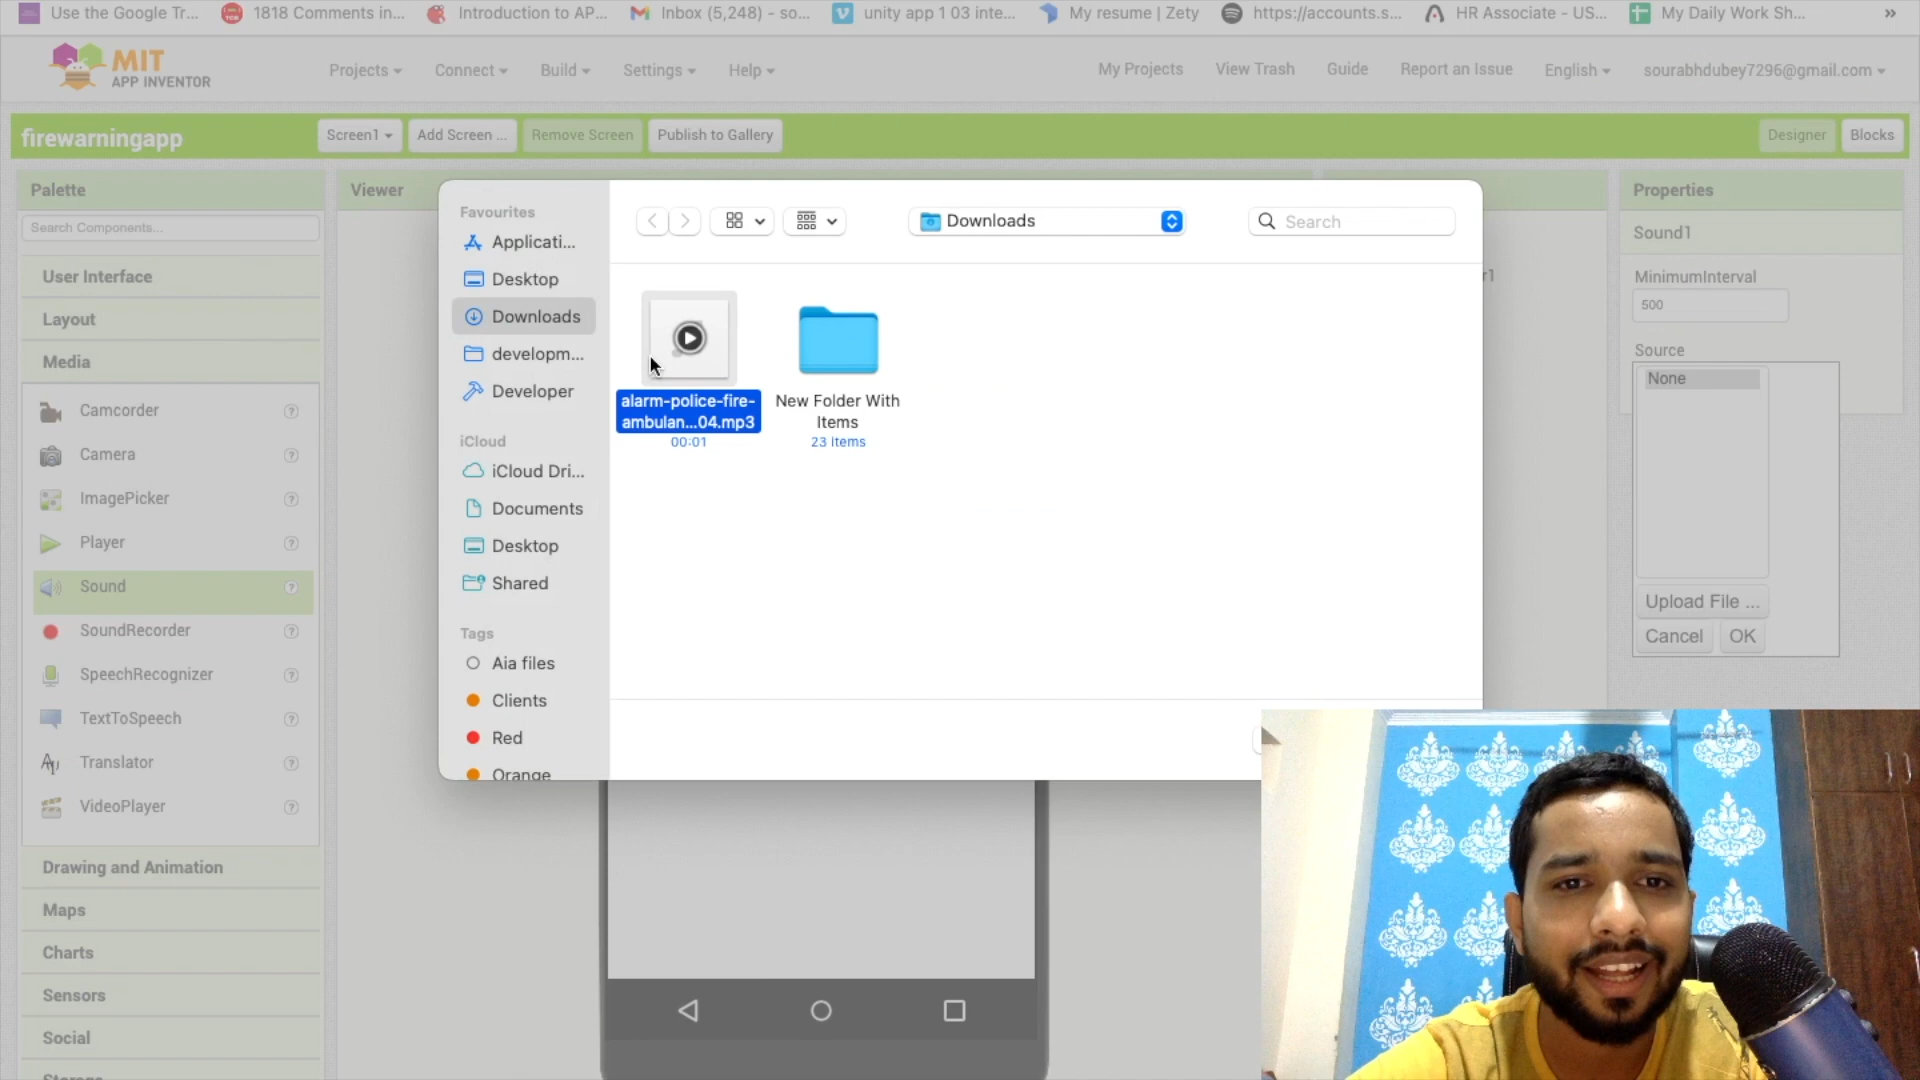 Use the Google Tr...
1818 Comments in...
Introduction to AP...
Inbox (5,248) - so...
unity app 1 03 inte...
My resume | Zety
https://accounts.s...
HR Associate - US...
My Daily Work Sh...
»
MIT
APP INVENTOR
Projects
Connect
Build
Settings
Help
My Projects
View Trash
Guide
Report an Issue
English
sourabhdubey7296@gmail.com
firewarningapp
Screen1
Add Screen ...
Remove Screen
Publish to Gallery
Designer
Blocks
Palette
Search Components...
User Interface
Layout
Media
Camcorder
Camera
ImagePicker
Player
Sound
SoundRecorder
SpeechRecognizer
TextToSpeech
Translator
VideoPlayer
Drawing and Animation
Maps
Charts
Sensors
Social
Viewer
Favourites
Applicati...
Desktop
Downloads
developm...
Developer
iCloud
iCloud Dri...
Documents
Desktop
Shared
Tags
Aia files
Clients
Red
Orange
Downloads
Search
alarm-police-fire-
ambulan...04.mp3
00:01
New Folder With
Items
23 items
Properties
Sound1
MinimumInterval
500
Source
None
Upload File ...
Cancel
OK